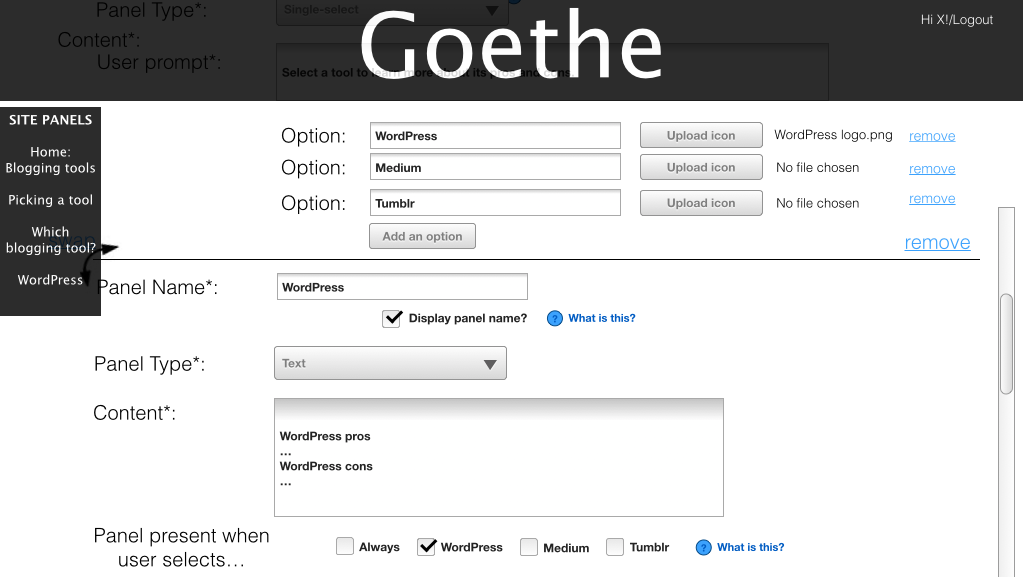 Panel Type*:
Single-select
Goethe
Hi X!/Logout
Content*:
User prompt*:
Select a tool to learn more about its pros and cons
SITE PANELS
Home:
Blogging tools
Picking a tool
Which
blogging tool?
WordPress
swap
Option: WordPress Upload icon WordPress logo.png remove
Option: Medium Upload icon No file chosen remove
Option: Tumblr Upload icon No file chosen remove
Add an option
remove
Panel Name*: WordPress
Display panel name? ? What is this?
Panel Type*: Text
Content*:
WordPress pros
...
WordPress cons
...
Panel present when
user selects...
Always WordPress Medium Tumblr ? What is this?